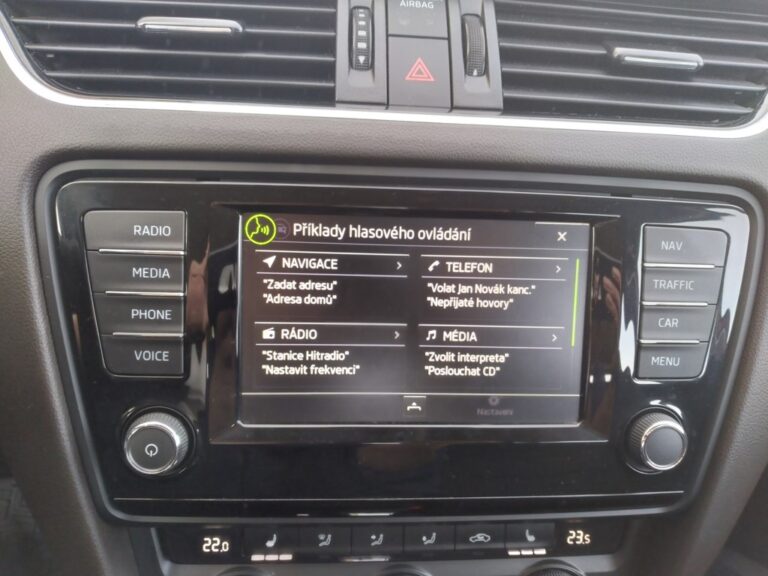 AIRBAG
RADIO
MEDIA
PHONE
VOICE
Příklady hlasového ovládání
NAVIGACE
"Zadat adresu"
"Adresa domů"
TELEFON
"Volat Jan Novák kanc."
"Nepřijaté hovory"
RÁDIO
"Stanice Hitradio"
"Nastavit frekvenci"
MÉDIA
"Zvolit interpreta"
"Poslouchat CD"
Nastavení
NAV
TRAFFIC
CAR
MENU
22.0
23.5